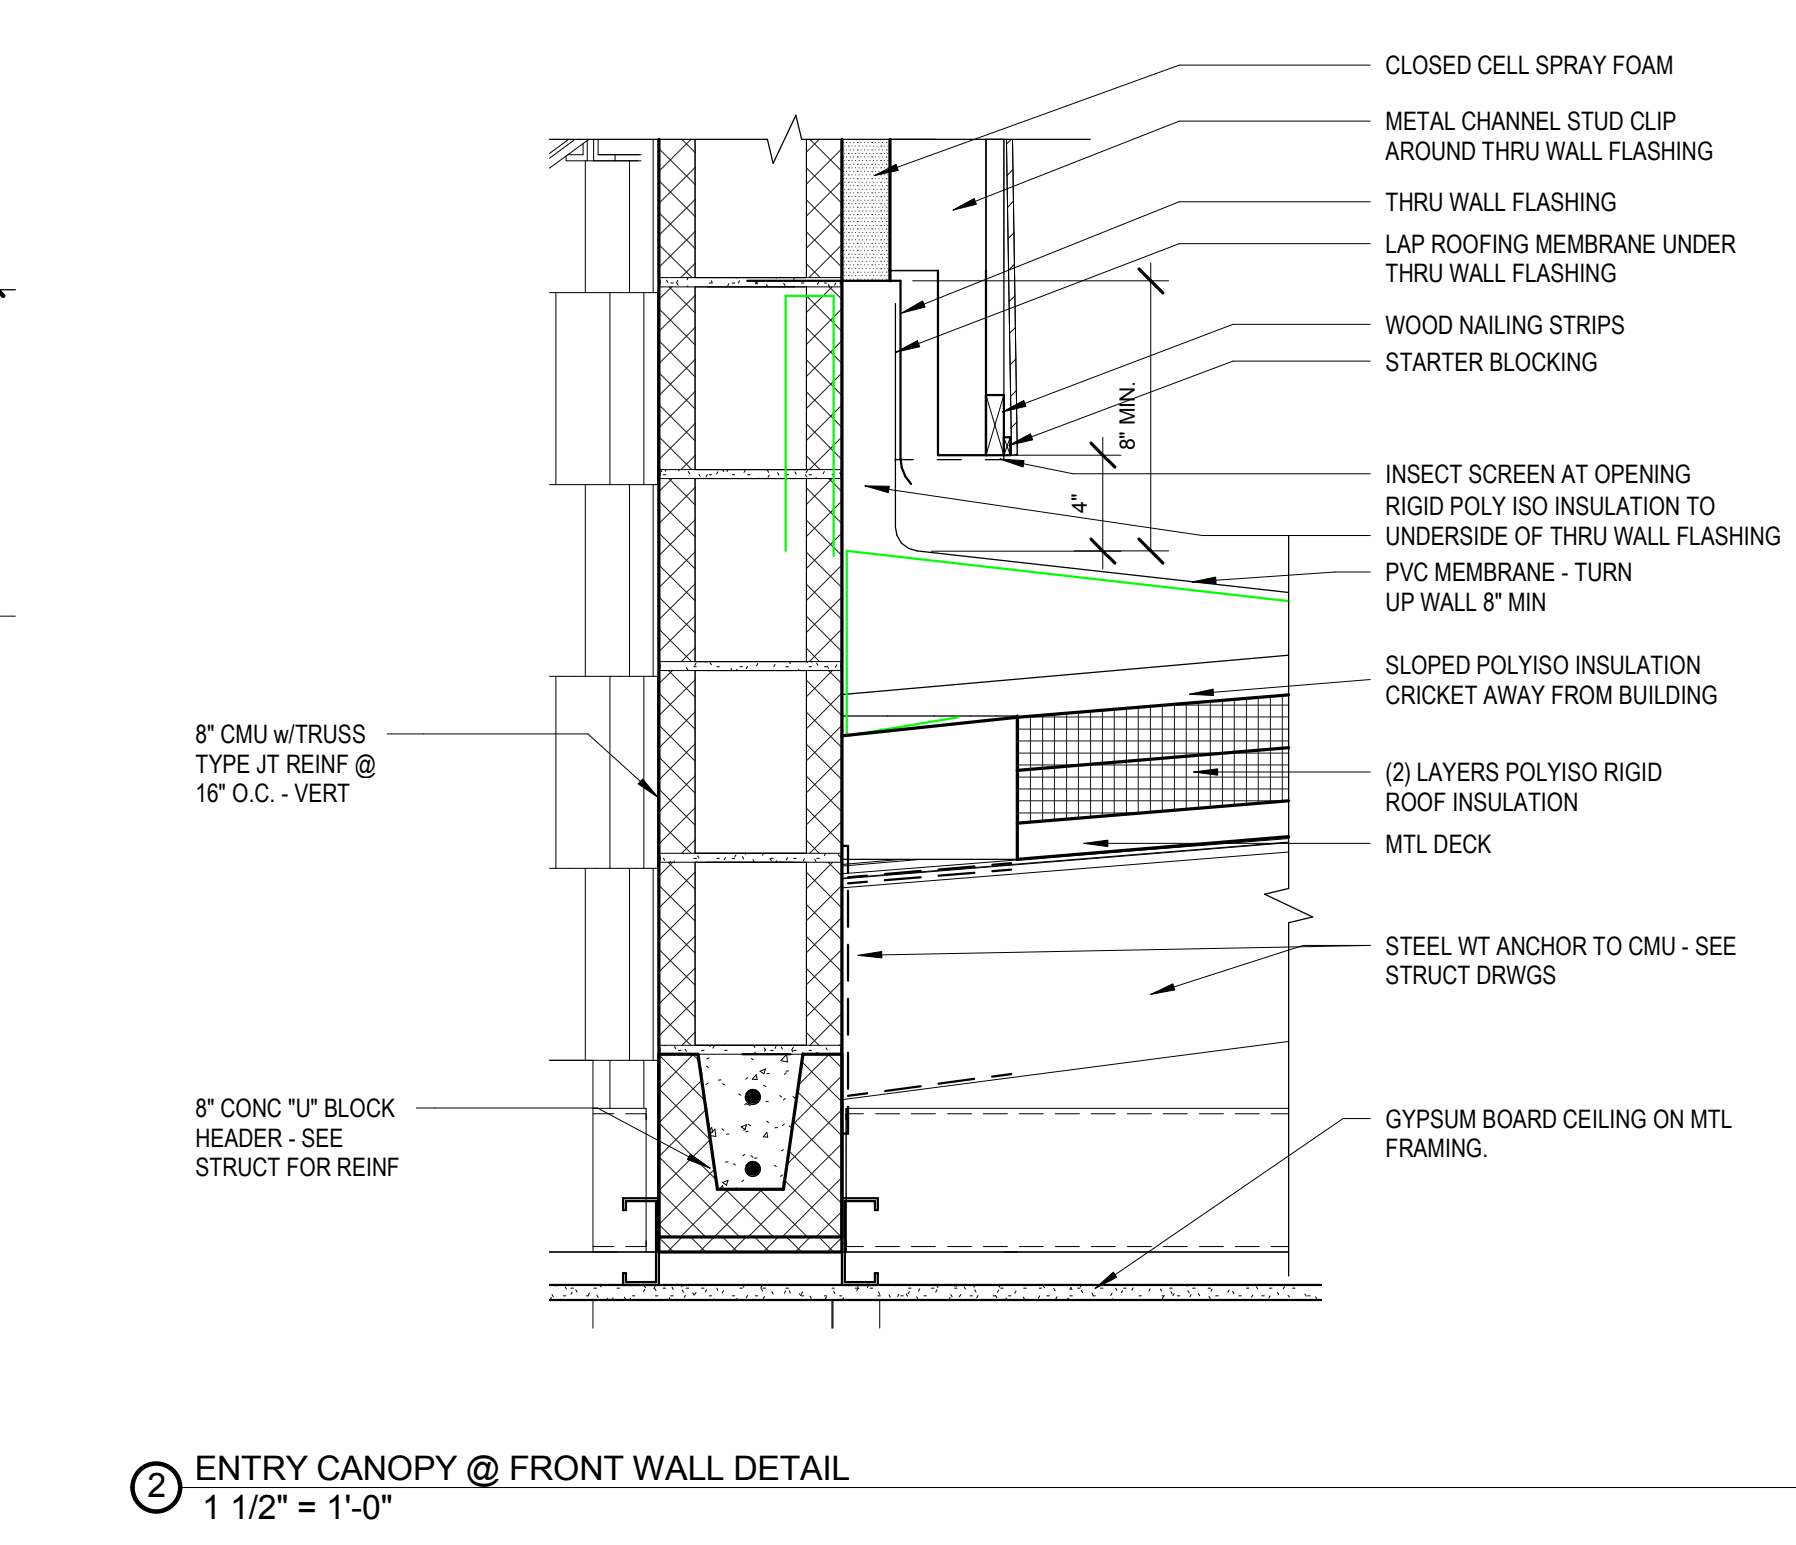 CLOSED CELL SPRAY FOAM
METAL CHANNEL STUD CLIP
AROUND THRU WALL FLASHING
THRU WALL FLASHING
LAP ROOFING MEMBRANE UNDER
THRU WALL FLASHING
WOOD NAILING STRIPS
STARTER BLOCKING
8" MIN.
4"
INSECT SCREEN AT OPENING
RIGID POLY ISO INSULATION TO
UNDERSIDE OF THRU WALL FLASHING
PVC MEMBRANE - TURN
UP WALL 8" MIN
SLOPED POLYISO INSULATION
CRICKET AWAY FROM BUILDING
(2) LAYERS POLYISO RIGID
ROOF INSULATION
MTL DECK
STEEL WT ANCHOR TO CMU - SEE
STRUCT DRWGS
GYPSUM BOARD CEILING ON MTL
FRAMING.
8" CMU w/TRUSS
TYPE JT REINF @
16" O.C. - VERT
8" CONC "U" BLOCK
HEADER - SEE
STRUCT FOR REINF
2
ENTRY CANOPY @ FRONT WALL DETAIL
1 1/2" = 1'-0"